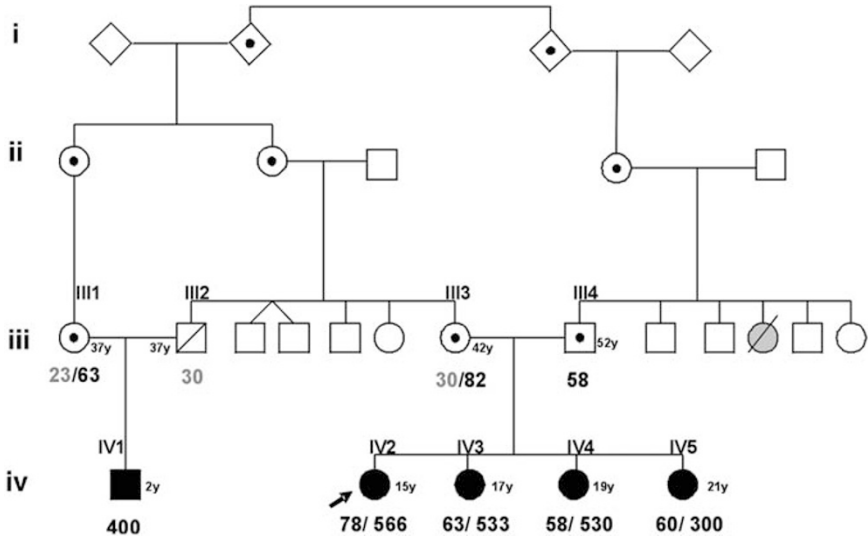 i
ii
III1 III2 III3 III4
iii 37y 37y 42y 52y
23/63 30 30/82 58
IV1 IV2 IV3 IV4 IV5
iv 2y 15y 17y 19y 21y
400 78/ 566 63/ 533 58/ 530 60/ 300